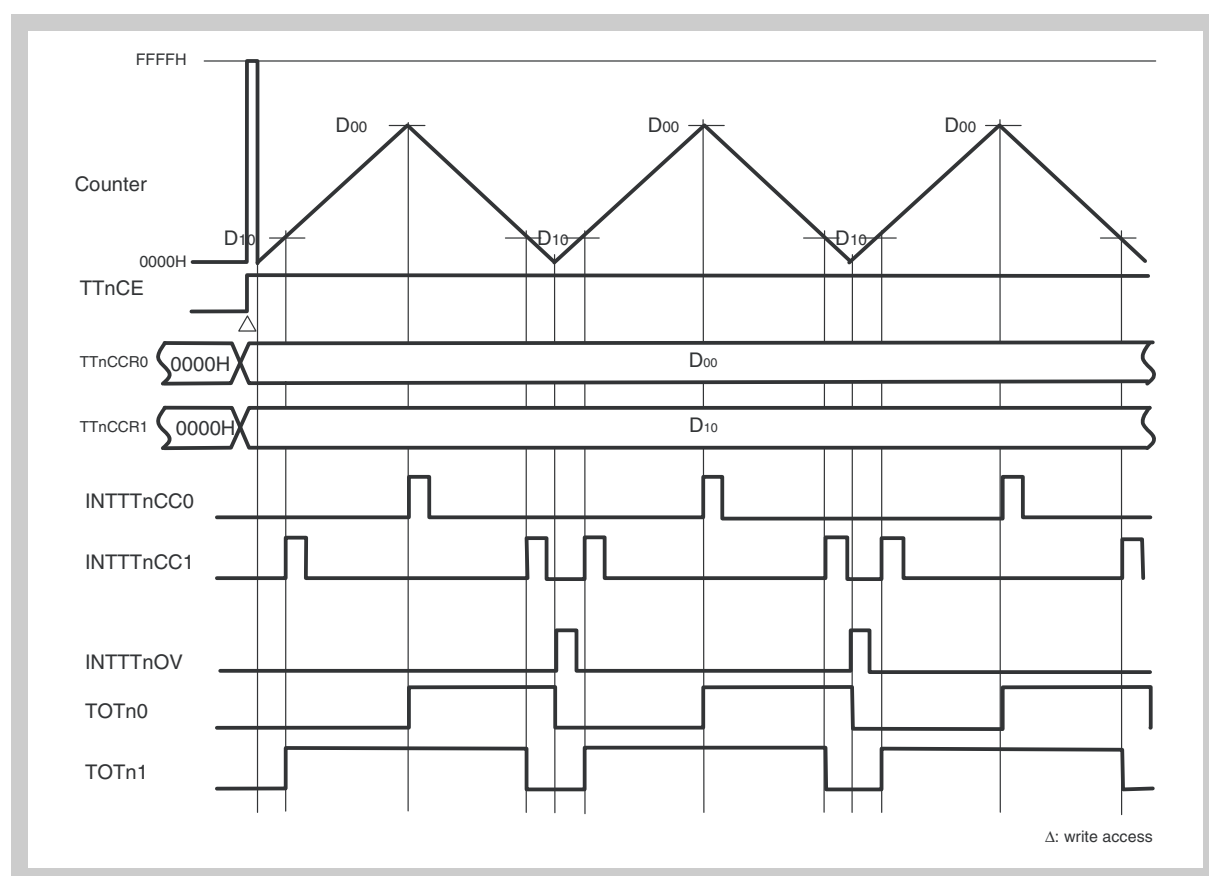 FFFFH
D00 D00 D00
Counter
D10 D10 D10
0000H
TTnCE
TTnCCR0 0000H D00
TTnCCR1 0000H D10
INTTTnCC0
INTTTnCC1
INTTTnOV
TOTn0
TOTn1
Δ: write access